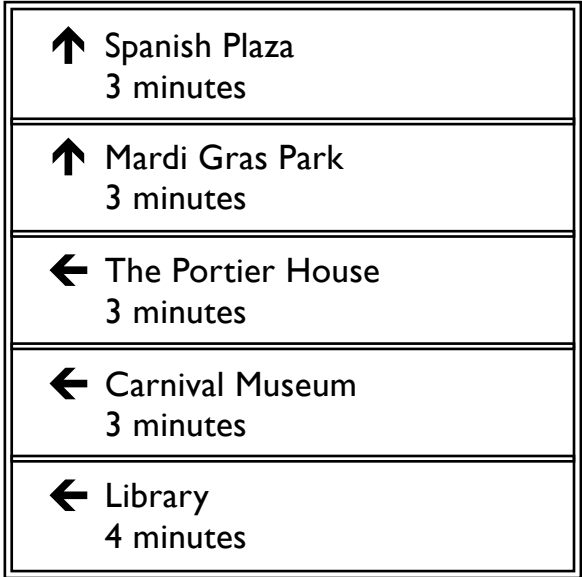 ↑ Spanish Plaza
3 minutes
↑ Mardi Gras Park
3 minutes
← The Portier House
3 minutes
← Carnival Museum
3 minutes
← Library
4 minutes